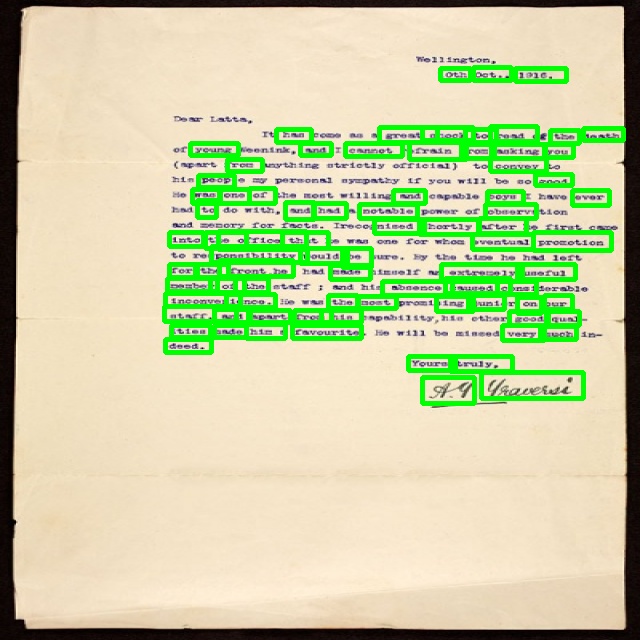 Wellington,
Oth Oct., 1916.
Dear Latta,
It has come as a great shock to read of the death
of young Weenink, and I cannot refrain from asking you
(apart from anything strictly official) to convey to
his people my personal sympathy if you will be so good
He was one of the most willing and capable boys I have ever
had to do with, and had a notable power of observation
and memory for facts. I recognised shortly after he first came
into the office that he was one for whom eventual promotion
to responsibility would be sure. By the time he had left
for the front he had made himself an extremely useful
member of the staff ; and his absence caused considerable
inconvenience. He was the most promising junior on our
staff, and apart from his capability, his other good qual-
ities made him a favourite. He will be missed very much in-
deed.
Yours truly,